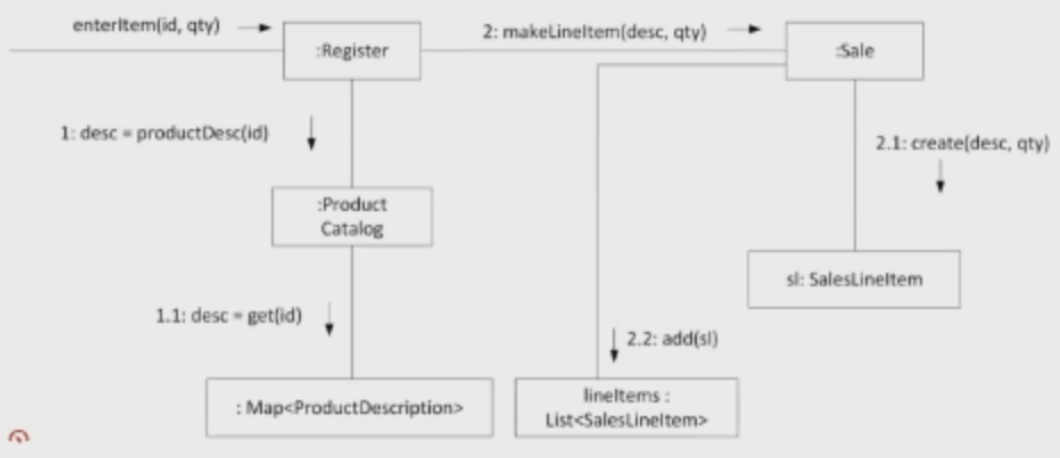 enterItem(id, qty)
:Register
2: makeLineItem(desc, qty)
:Sale
1: desc = productDesc(id)
2.1: create(desc, qty)
:Product
Catalog
sl: SalesLineItem
1.1: desc = get(id)
2.2: add(sl)
: Map<ProductDescription>
lineItems :
List<SalesLineItem>